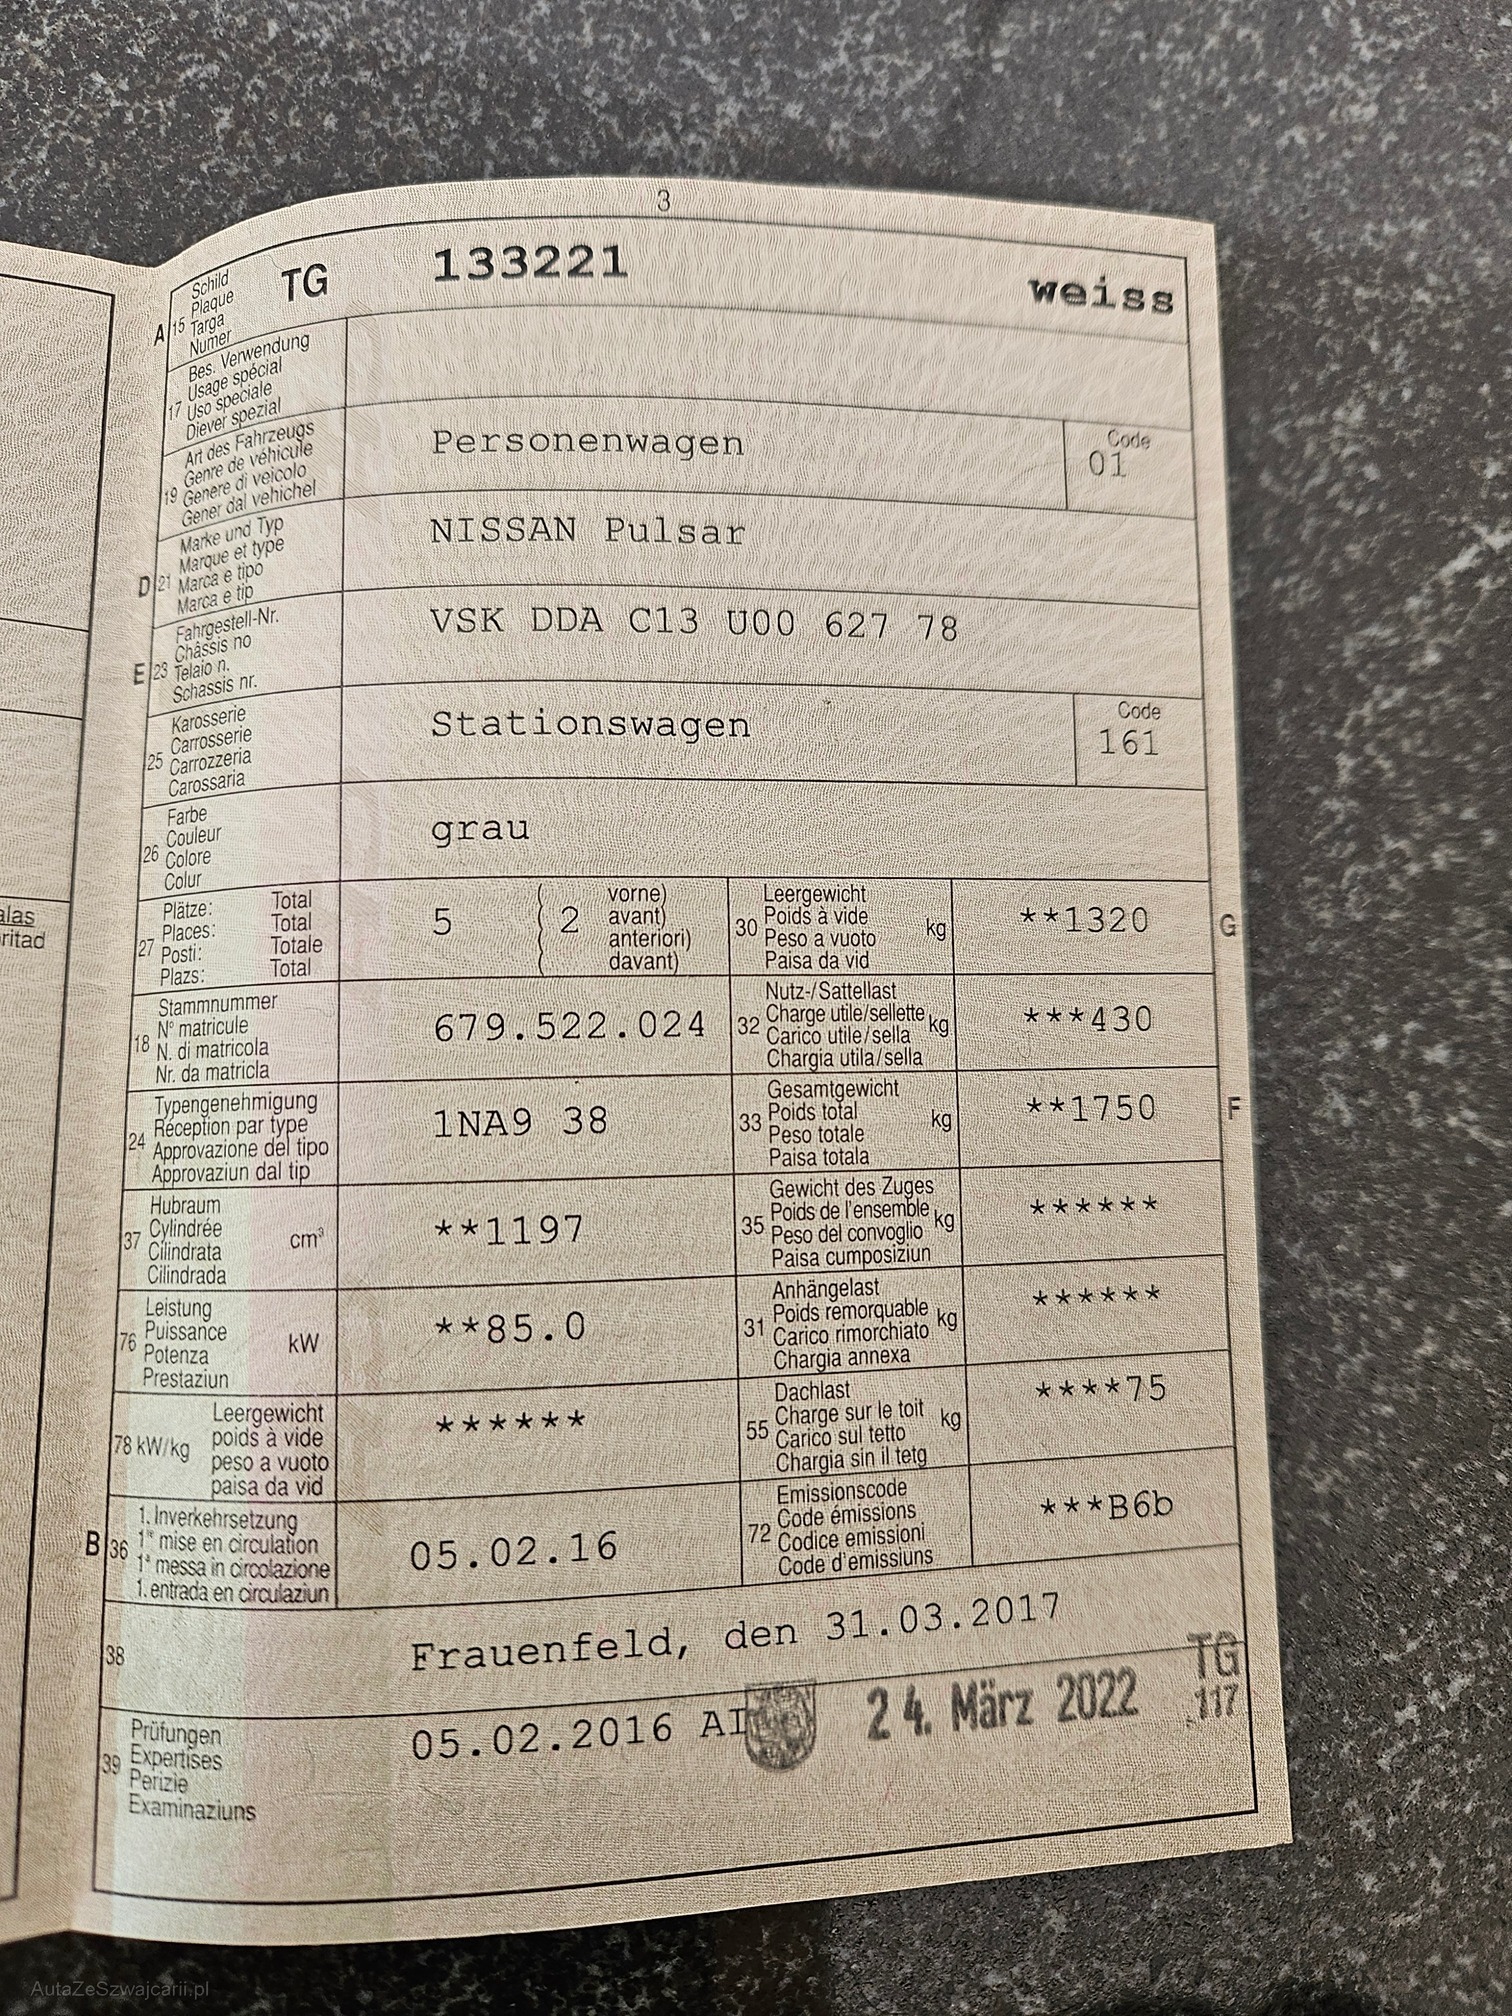 3
A 15 Schild Plaque Targa Numer TG 133221 weiss
17 Bes. Verwendung Usage spécial Uso speciale Diever spezial
19 Art des Fahrzeugs Genre de véhicule Genere di veicolo Gener dal vehichel Personenwagen Code 01
D 21 Marke und Typ Marque et type Marca e tipo Marca e tip NISSAN Pulsar
E 23 Fahrgestell-Nr. Châssis no Telaio n. Schassis nr. VSK DDA C13 U00 627 78
25 Karosserie Carrosserie Carrozzeria Carossaria Stationswagen Code 161
26 Farbe Couleur Colore Colur grau
alas
ritad
27 Plätze: Total Places: Total Posti: Totale Plazs: Total 5 ( 2 vorne) avant) anteriori) davant)
30 Leergewicht Poids à vide Peso a vuoto Paisa da vid kg **1320 G
18 Stammnummer N° matricule N. di matricola Nr. da matricla 679.522.024
32 Nutz-/Sattellast Charge utile/sellette Carico utile/sella Chargia utila/sella kg ***430
24 Typengenehmigung Réception par type Approvazione del tipo Approvaziun dal tip 1NA9 38
33 Gesamtgewicht Poids total Peso totale Paisa totala kg **1750 F
37 Hubraum Cylindrée Cilindrata Cilindrada cm³ **1197
35 Gewicht des Zuges Poids de l'ensemble Peso del convoglio Paisa cumposiziun kg ******
76 Leistung Puissance Potenza Prestaziun kW **85.0
31 Anhängelast Poids remorquable Carico rimorchiato Chargia annexa kg ******
78 kW/kg Leergewicht poids à vide peso a vuoto paisa da vid ******
55 Dachlast Charge sur le toit Carico sul tetto Chargia sin il tetg kg ****75
B 36 1. Inverkehrsetzung 1re mise en circulation 1a messa in circolazione 1. entrada en circulaziun 05.02.16
72 Emissionscode Code émissions Codice emissioni Code d'emissiuns ***B6b
38 Frauenfeld, den 31.03.2017
39 Prüfungen Expertises Perizie Examinaziuns 05.02.2016 AI 24. März 2022 TG 117
AutaZeSzwajcarii.pl